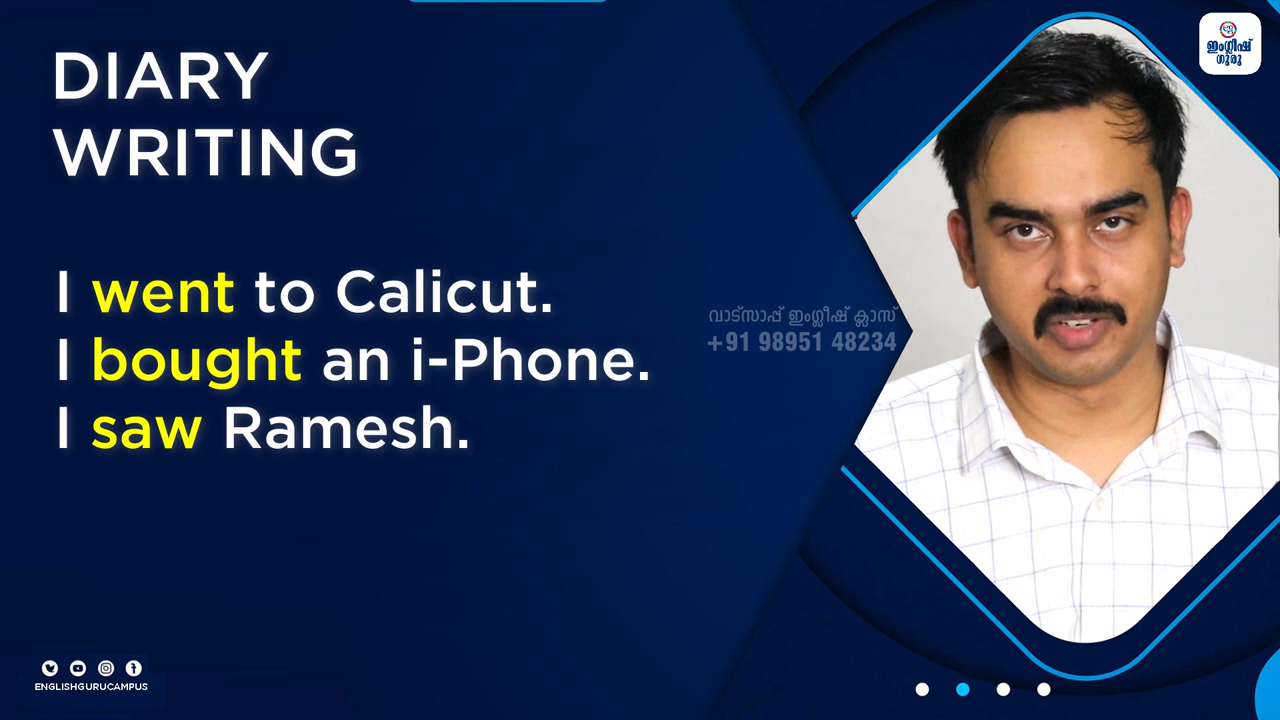 DIARY
WRITING
I went to Calicut.
I bought an i-Phone.
I saw Ramesh.
വാട്സാപ്പ് ഇംഗ്ലീഷ് ക്ലാസ്
+91 98951 48234
ഇംഗ്ലീഷ്
ഗുരു
ENGLISHGURUCAMPUS